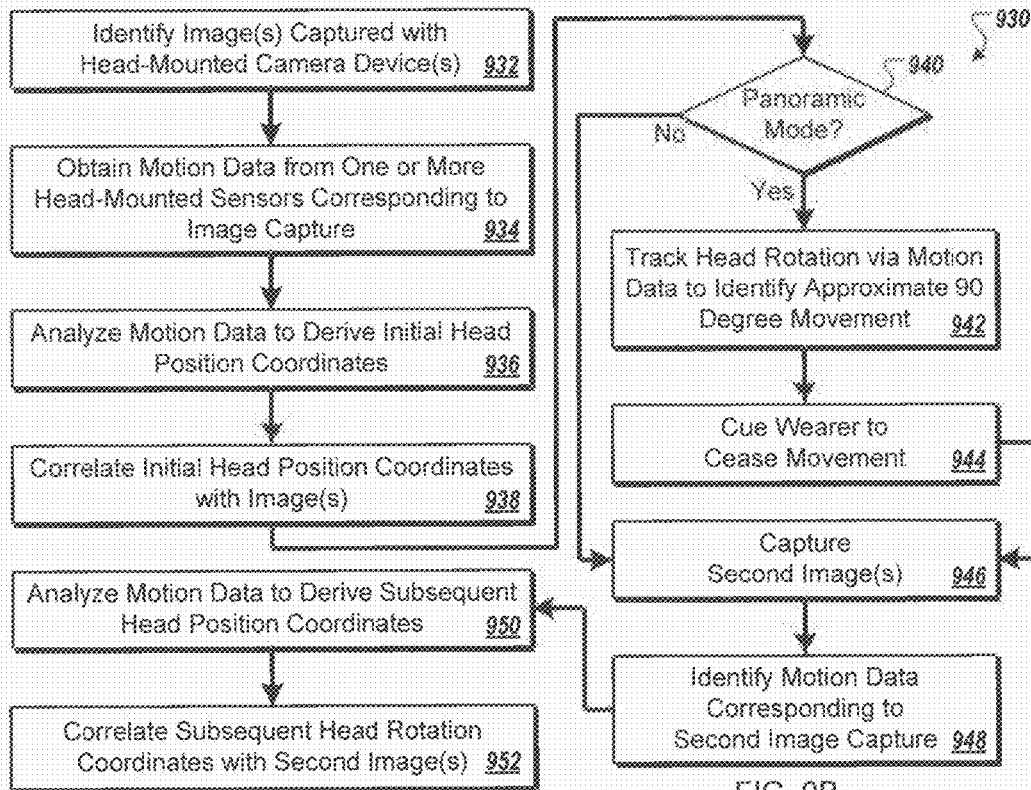 Identify Image(s) Captured with
Head-Mounted Camera Device(s) 932
Obtain Motion Data from One or More
Head-Mounted Sensors Corresponding to
Image Capture 934
Analyze Motion Data to Derive Initial Head
Position Coordinates 936
Correlate Initial Head Position Coordinates
with Image(s) 938
930
940
Panoramic
Mode?
No
Yes
Track Head Rotation via Motion
Data to Identify Approximate 90
Degree Movement 942
Cue Wearer to
Cease Movement 944
Capture
Second Image(s) 946
Identify Motion Data
Corresponding to
Second Image Capture 948
Analyze Motion Data to Derive Subsequent
Head Position Coordinates 950
Correlate Subsequent Head Rotation
Coordinates with Second Image(s) 952
FIG. 9B